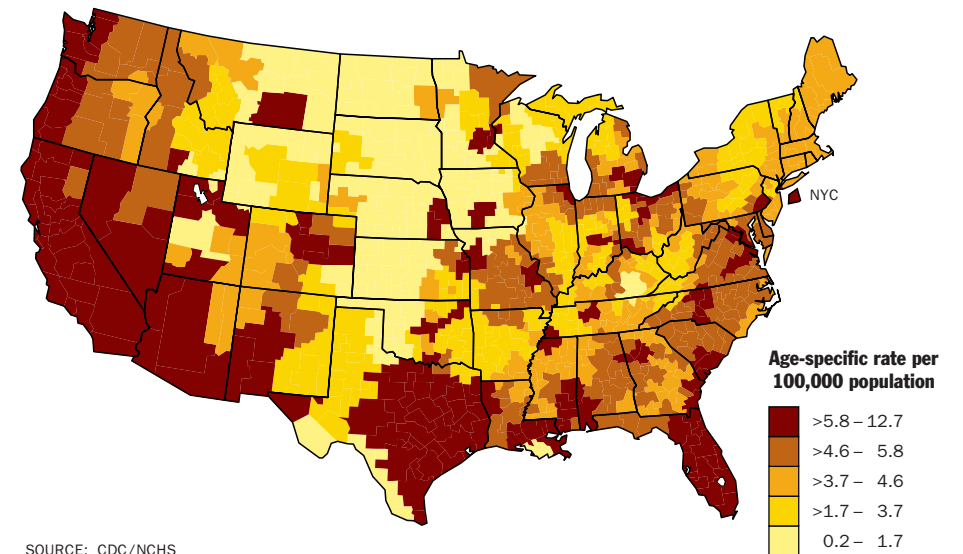 NYC
Age-specific rate per
100,000 population
>5.8 – 12.7
>4.6 – 5.8
>3.7 – 4.6
>1.7 – 3.7
0.2 – 1.7
SOURCE: CDC/NCHS